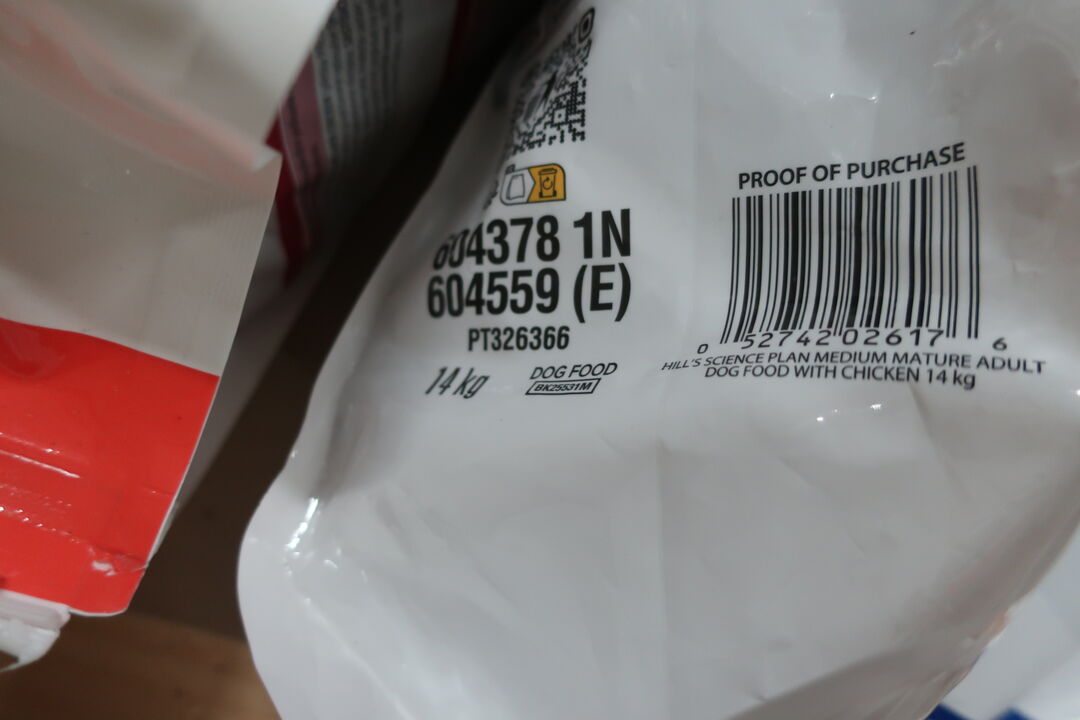 604378 1N
604559 (E)
PT326366
14 kg
DOG FOOD
BK25531M
PROOF OF PURCHASE
0 52742 02617 6
HILL'S SCIENCE PLAN MEDIUM MATURE ADULT
DOG FOOD WITH CHICKEN 14 kg